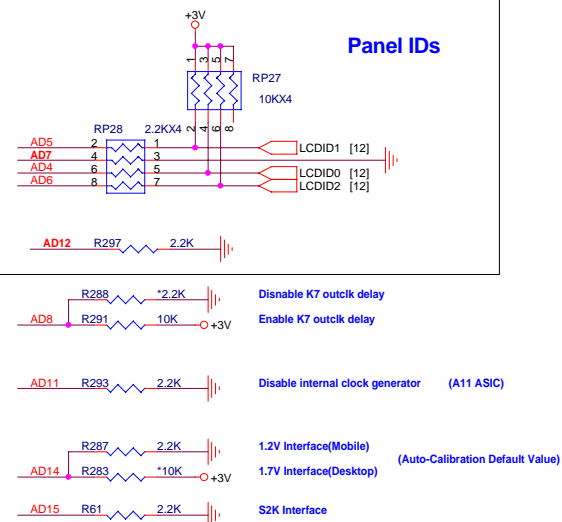 +3V
Panel IDs
1 3 5 7
RP27
10KX4
2 4 6 8
RP28 2.2KX4
AD5 2 1 LCDID1 [12]
AD7 4 3
AD4 6 5 LCDID0 [12]
AD6 8 7 LCDID2 [12]
AD12 R297 2.2K
R288 *2.2K Disnable K7 outclk delay
AD8 R291 10K +3V Enable K7 outclk delay
AD11 R293 2.2K Disable internal clock generator (A11 ASIC)
R287 2.2K 1.2V Interface(Mobile)
(Auto-Calibration Default Value)
AD14 R283 *10K +3V 1.7V Interface(Desktop)
AD15 R61 2.2K S2K Interface